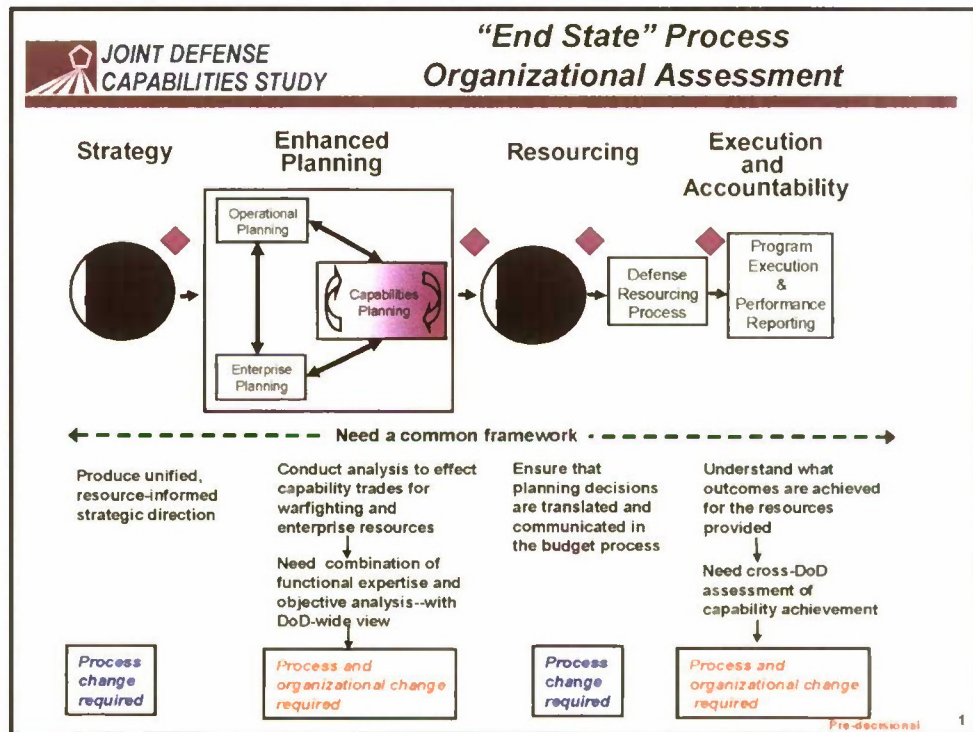 JOINT DEFENSE
CAPABILITIES STUDY
"End State" Process
Organizational Assessment
Strategy
Enhanced
Planning
Resourcing
Execution
and
Accountability
Operational
Planning
Capabilities
Planning
Enterprise
Planning
Defense
Resourcing
Process
Program
Execution
&
Performance
Reporting
Need a common framework
Produce unified,
resource-informed
strategic direction
Conduct analysis to effect
capability trades for
warfighting and
enterprise resources
Need combination of
functional expertise and
objective analysis--with
DoD-wide view
Ensure that
planning decisions
are translated and
communicated in
the budget process
Understand what
outcomes are achieved
for the resources
provided
Need cross-DoD
assessment of
capability achievement
Process
change
required
Process and
organizational change
required
Process
change
required
Process and
organizational change
required
Pre-decisional
1